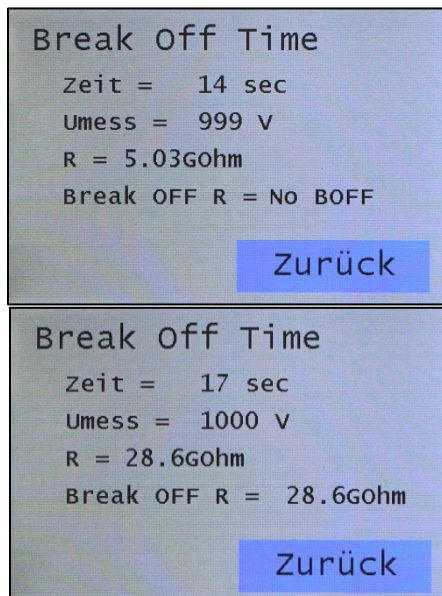 Break Off Time
Zeit = 14 sec
Umess = 999 V
R = 5.03GOhm
Break OFF R = No BOFF
Zurück
Break Off Time
Zeit = 17 sec
Umess = 1000 V
R = 28.6GOhm
Break OFF R = 28.6GOhm
Zurück